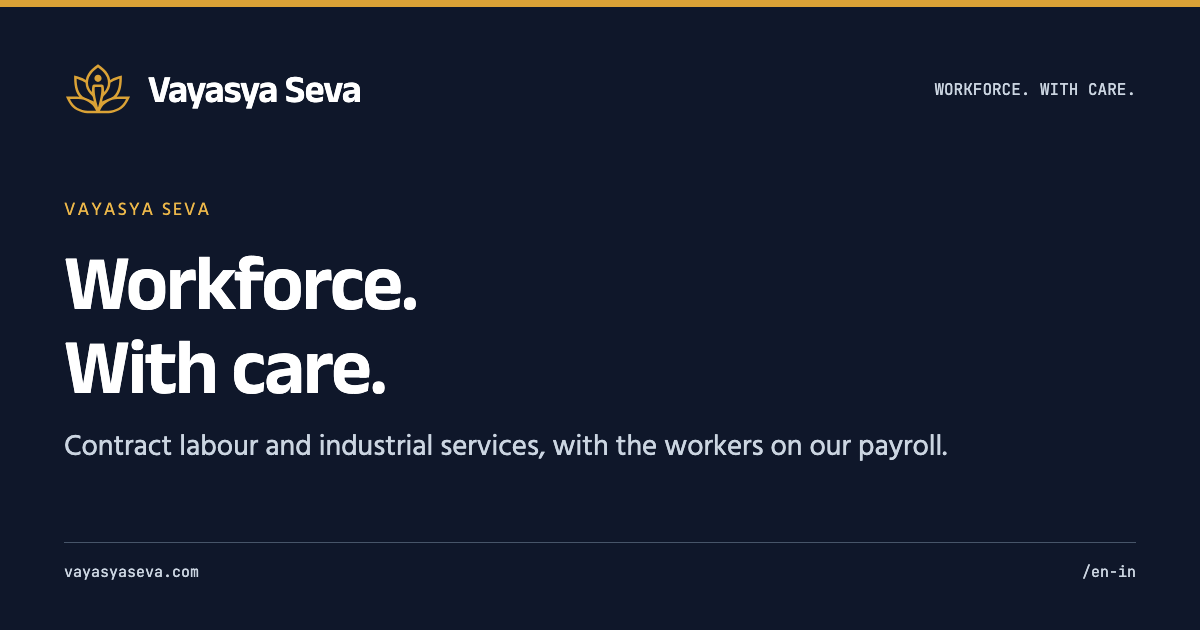 Vayasya Seva
WORKFORCE. WITH CARE.
VAYASYA SEVA
Workforce.
With care.
Contract labour and industrial services, with the workers on our payroll.
vayasyaseva.com
/en-in